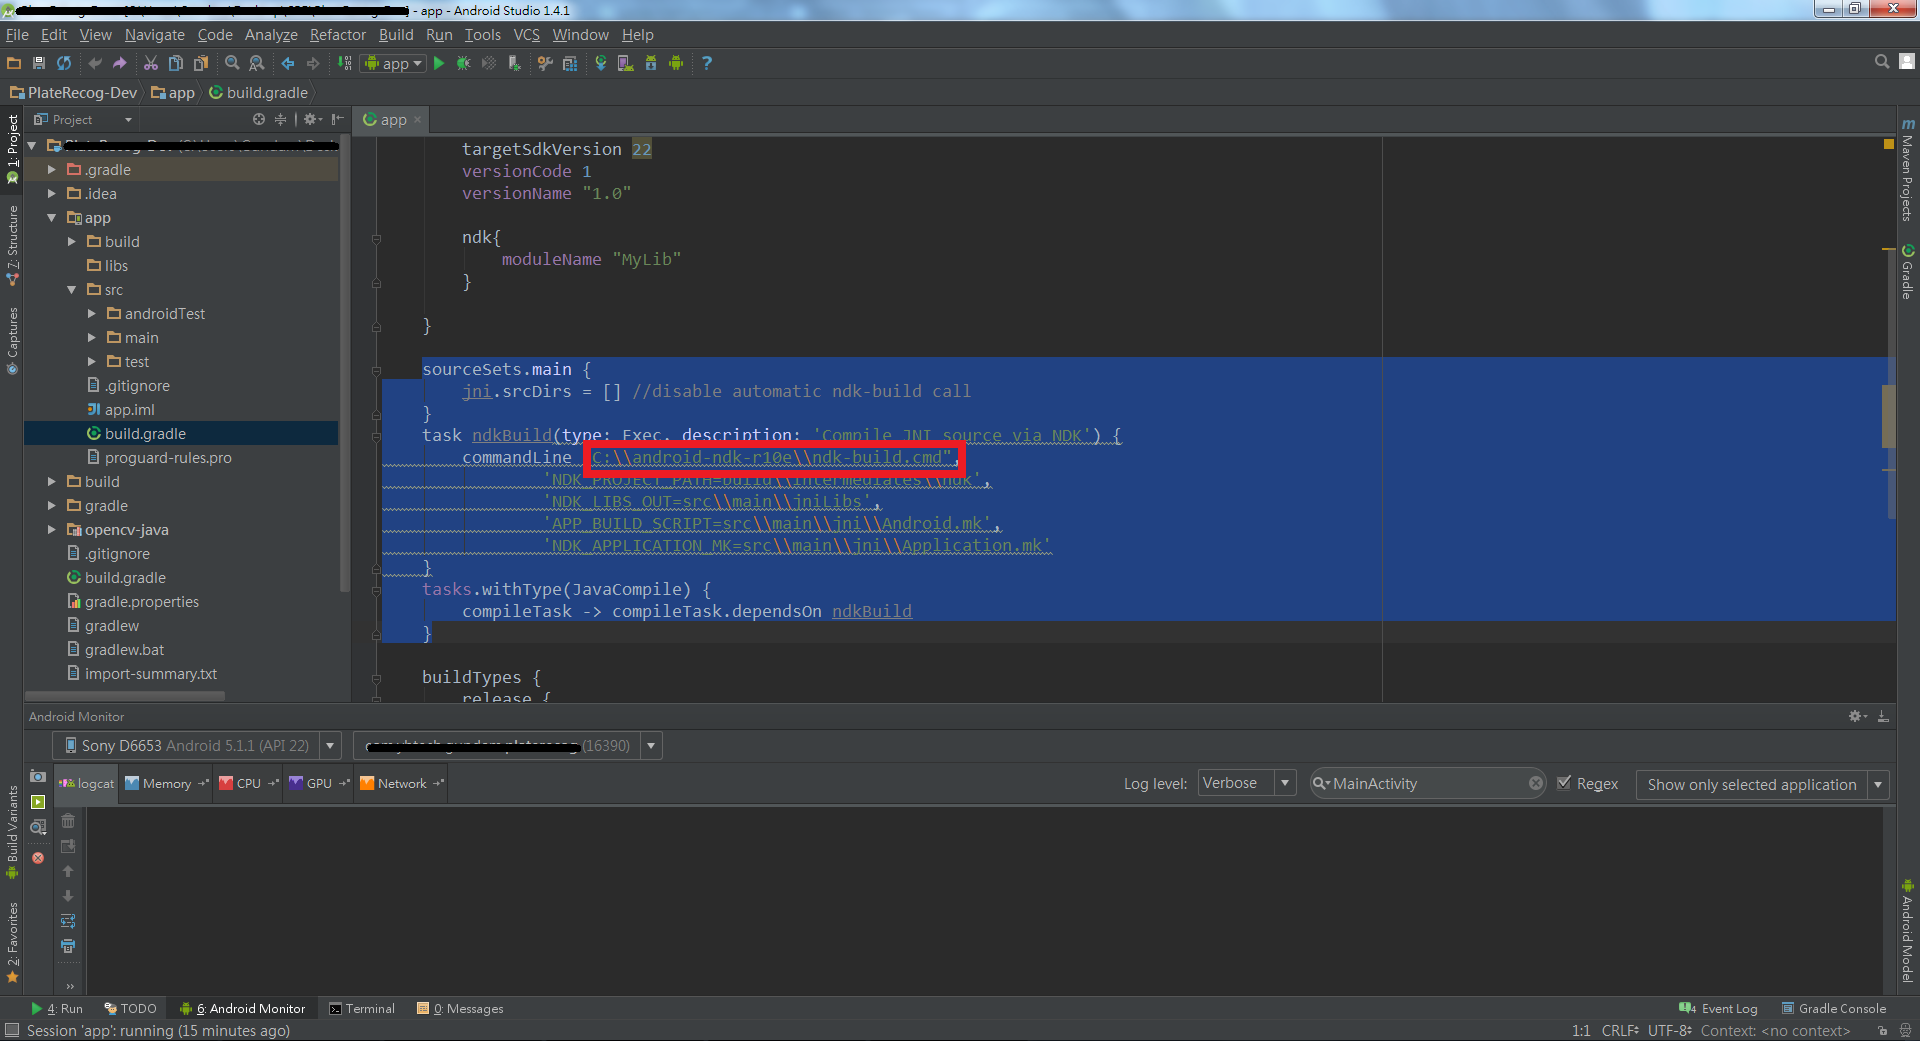 - app - Android Studio 1.4.1
File Edit View Navigate Code Analyze Refactor Build Run Tools VCS Window Help
app
PlateRecog-Dev app build.gradle
Project
app
1: Project
7: Structure
Captures
Build Variants
2: Favorites
.gradle
.idea
app
build
libs
src
androidTest
main
test
.gitignore
app.iml
build.gradle
proguard-rules.pro
build
gradle
opencv-java
.gitignore
build.gradle
gradle.properties
gradlew
gradlew.bat
import-summary.txt
targetSdkVersion 22
versionCode 1
versionName "1.0"
ndk{
moduleName "MyLib"
}
}
sourceSets.main {
jni.srcDirs = [] //disable automatic ndk-build call
}
task ndkBuild(type: Exec, description: 'Compile JNI source via NDK') {
commandLine C:\\android-ndk-r10e\\ndk-build.cmd",
'NDK_PROJECT_PATH=build\\intermediates\\ndk',
'NDK_LIBS_OUT=src\\main\\jniLibs',
'APP_BUILD_SCRIPT=src\\main\\jni\\Android.mk',
'NDK_APPLICATION_MK=src\\main\\jni\\Application.mk'
}
tasks.withType(JavaCompile) {
compileTask -> compileTask.dependsOn ndkBuild
}
buildTypes {
release {
Maven Projects
Gradle
Android Model
Android Monitor
Sony D6653 Android 5.1.1 (API 22)
(16390)
logcat Memory CPU GPU Network
Log level: Verbose MainActivity Regex Show only selected application
4: Run TODO 6: Android Monitor Terminal 0: Messages
Event Log Gradle Console
Session 'app': running (15 minutes ago)
1:1 CRLF UTF-8 Context: <no context>